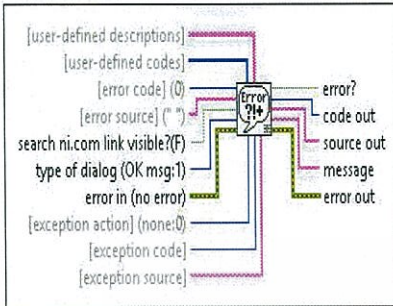 [user-defined descriptions]
[user-defined codes]
[error code] (0)
[error source] (" ")
search ni.com link visible?(F)
type of dialog (OK msg:1)
error in (no error)
[exception action] (none:0)
[exception code]
[exception source]
Error
?!+
error?
code out
source out
message
error out